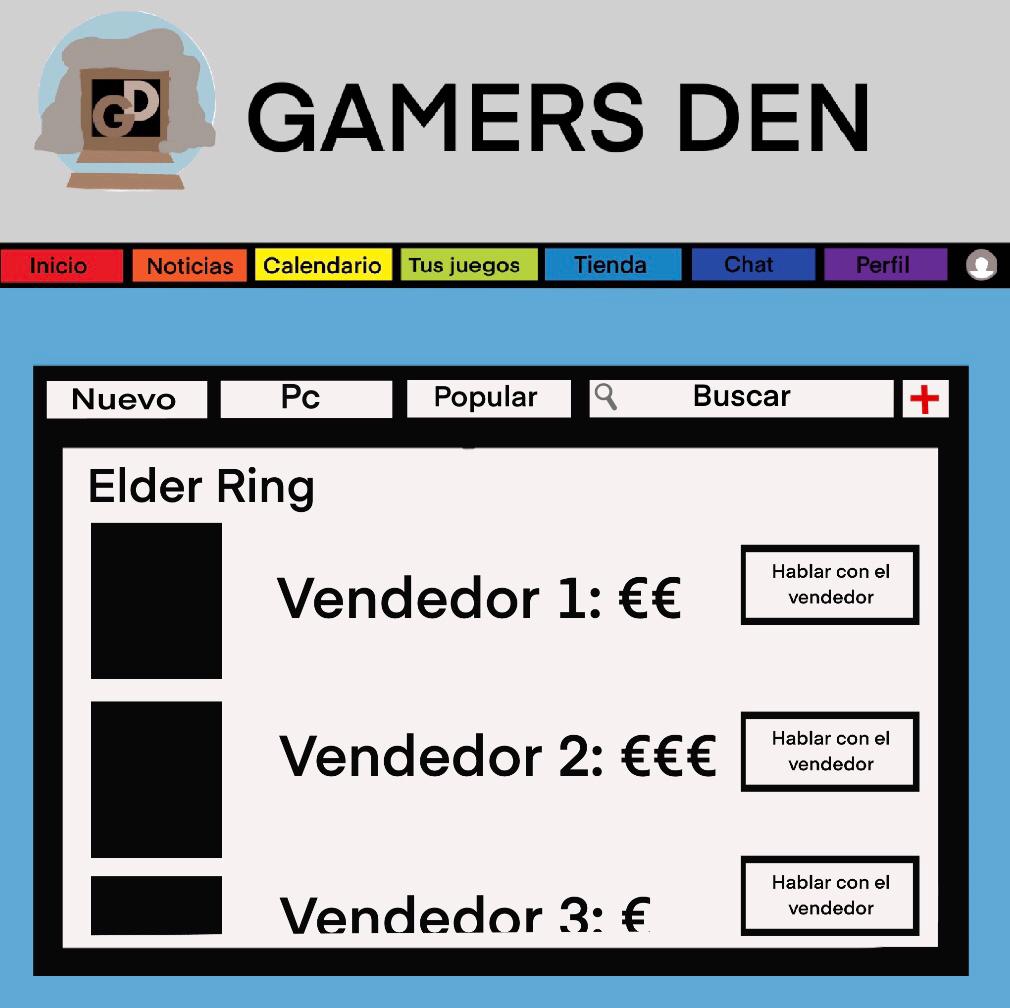 GD
GAMERS DEN
Inicio Noticias Calendario Tus juegos Tienda Chat Perfil
Nuevo Pc Popular Buscar +
Elder Ring
Vendedor 1: €€
Hablar con el
vendedor
Vendedor 2: €€€
Hablar con el
vendedor
Vendedor 3: €
Hablar con el
vendedor